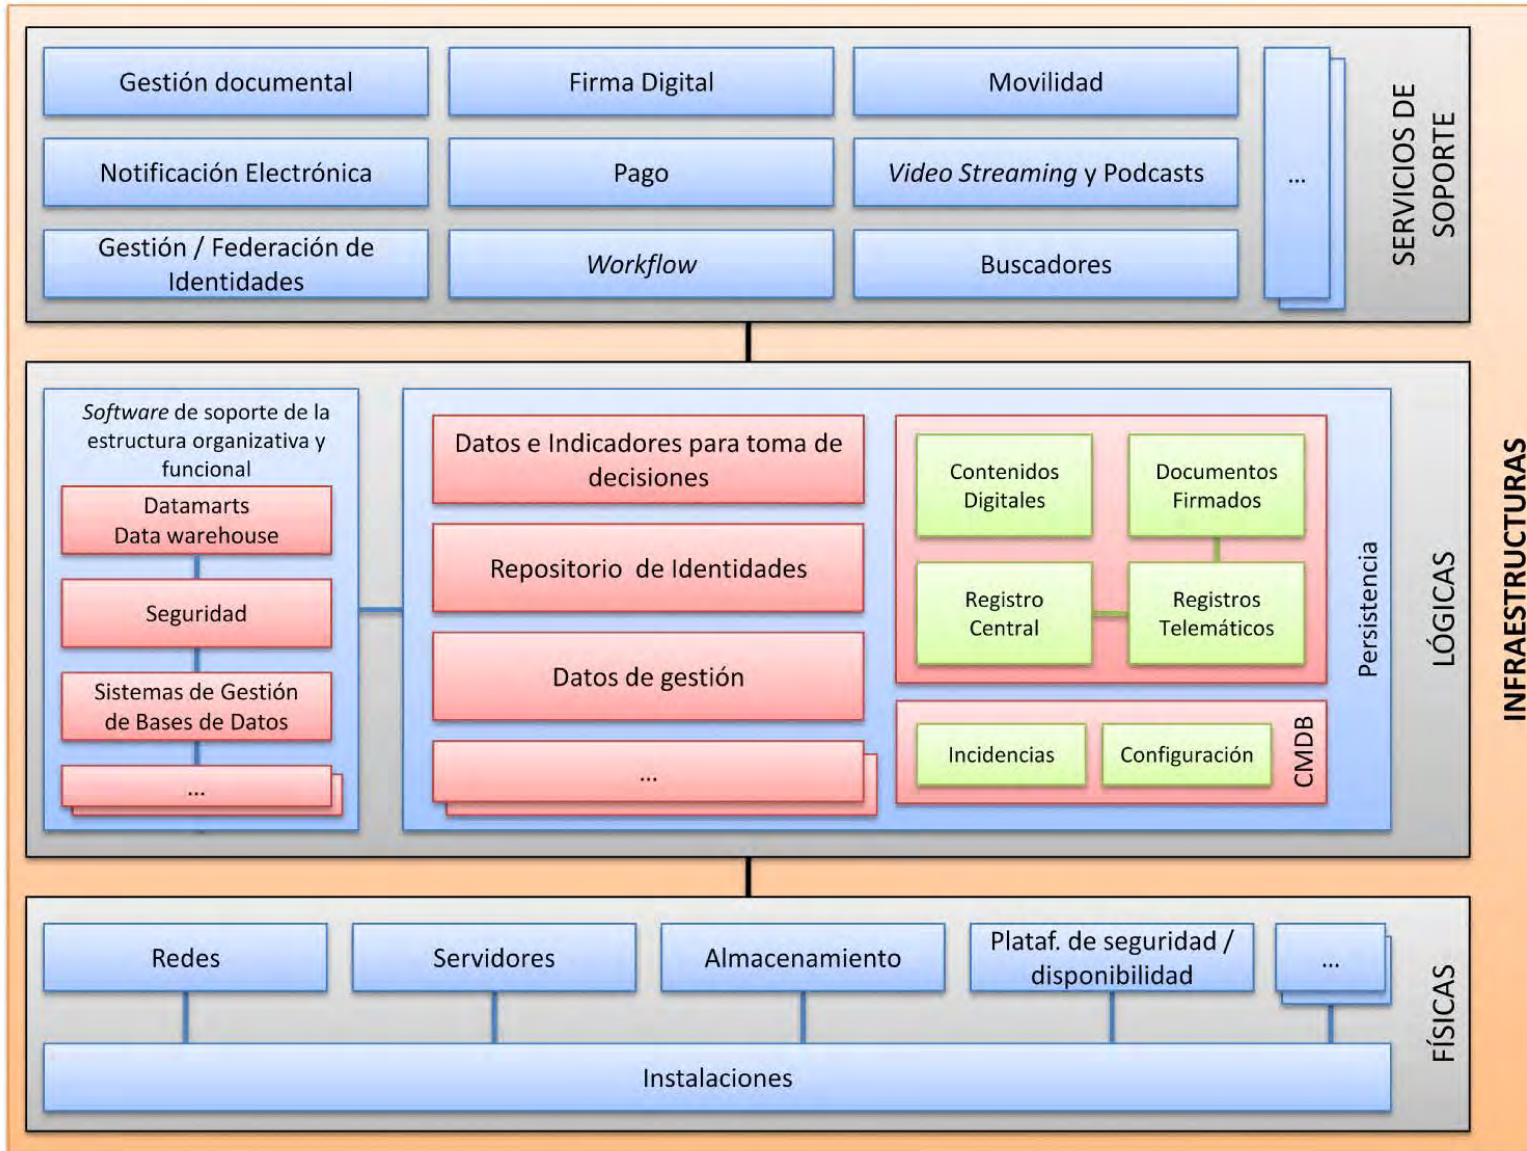 Gestión documental
Firma Digital
Movilidad
Notificación Electrónica
Pago
Video Streaming y Podcasts
...
Gestión / Federación de
Identidades
Workflow
Buscadores
SERVICIOS DE
SOPORTE
Software de soporte de la
estructura organizativa y
funcional
Datamarts
Data warehouse
Seguridad
Sistemas de Gestión
de Bases de Datos
...
Datos e Indicadores para toma de
decisiones
Repositorio de Identidades
Datos de gestión
...
Contenidos
Digitales
Documentos
Firmados
Registro
Central
Registros
Telemáticos
Incidencias
Configuración
CMDB
Persistencia
LÓGICAS
INFRAESTRUCTURAS
Redes
Servidores
Almacenamiento
Plataf. de seguridad /
disponibilidad
...
Instalaciones
FÍSICAS